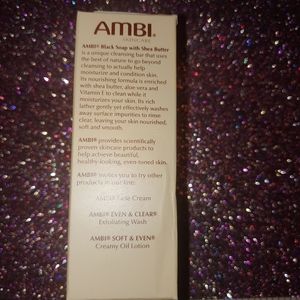 AMBI®
SKINCARE
AMBI® Black Soap with Shea Butter
is a unique cleansing bar that uses
the best of nature to go beyond
cleansing to actually help
moisturize and condition skin.
Its nourishing formula is enriched
with shea butter, aloe vera and
Vitamin E to clean while it
moisturizes your skin. Its rich
lather gently yet effectively washes
away surface impurities to rinse
clear, leaving your skin nourished,
soft and smooth.
AMBI® provides scientifically
proven skincare products to
help achieve beautiful,
healthy-looking, even-toned skin.
AMBI® invites you to try other
products in our line:
AMBI® Fade Cream
AMBI® EVEN & CLEAR®
Exfoliating Wash
AMBI® SOFT & EVEN®
Creamy Oil Lotion